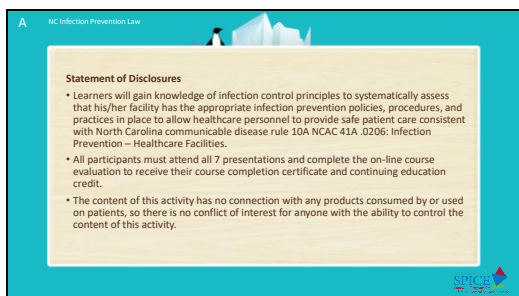 A
NC Infection Prevention Law
Statement of Disclosures
• Learners will gain knowledge of infection control principles to systematically assess
that his/her facility has the appropriate infection prevention policies, procedures, and
practices in place to allow healthcare personnel to provide safe patient care consistent
with North Carolina communicable disease rule 10A NCAC 41A .0206: Infection
Prevention – Healthcare Facilities.
• All participants must attend all 7 presentations and complete the on-line course
evaluation to receive their course completion certificate and continuing education
credit.
• The content of this activity has no connection with any products consumed by or used
on patients, so there is no conflict of interest for anyone with the ability to control the
content of this activity.
SPICE